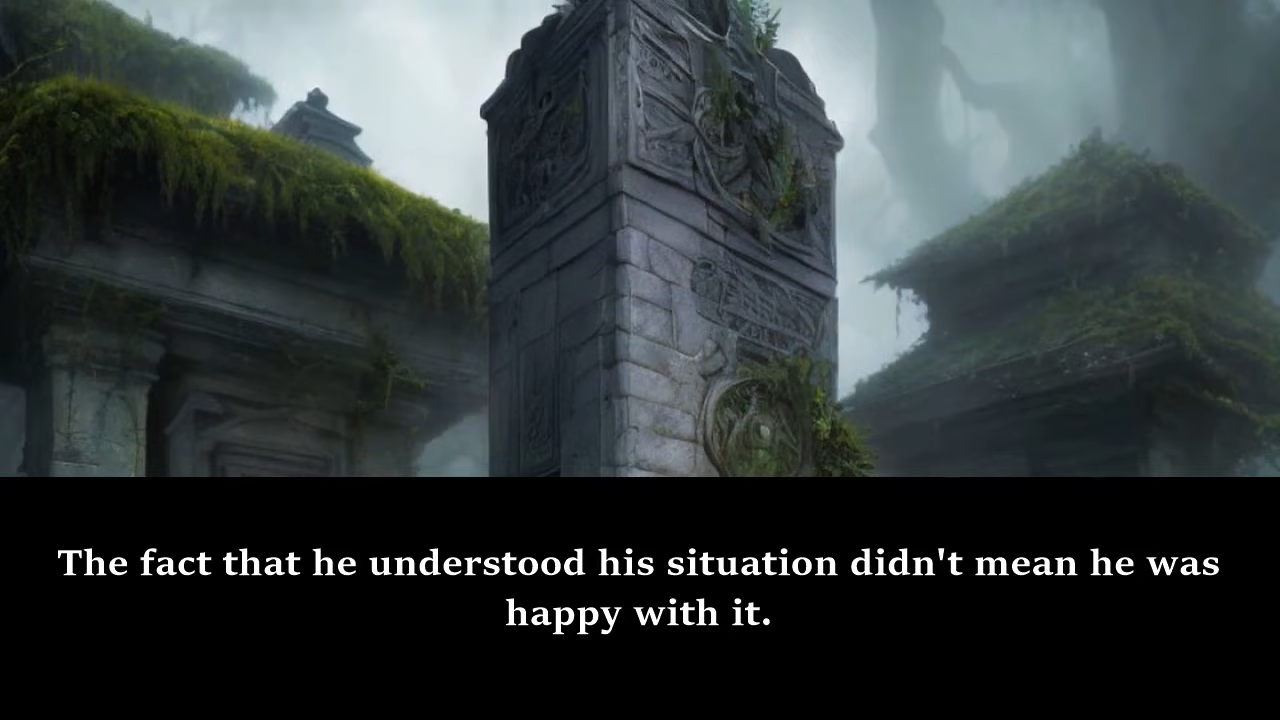 The fact that he understood his situation didn't mean he was
happy with it.